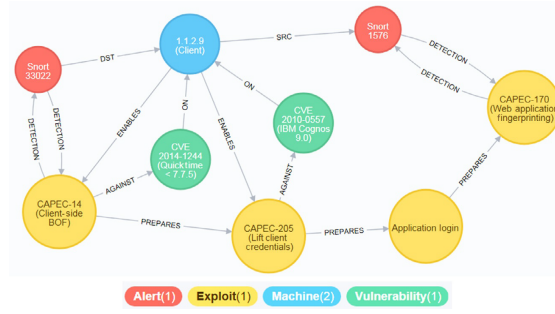 Snort
33022
DST
1.1.2.9
(Client)
SRC
Snort
1576
DETECTION
DETECTION
DETECTION
DETECTION
ENABLES
ON
CVE
2014-1244
(Quicktime
< 7.7.5)
ENABLES
ON
CVE
2010-0557
(IBM Cognos
9.0)
CAPEC-170
(Web application
fingerprinting)
AGAINST
AGAINST
PREPARES
CAPEC-14
(Client-side
BOF)
PREPARES
CAPEC-205
(Lift client
credentials)
PREPARES
Application login
Alert(1)
Exploit(1)
Machine(2)
Vulnerability(1)